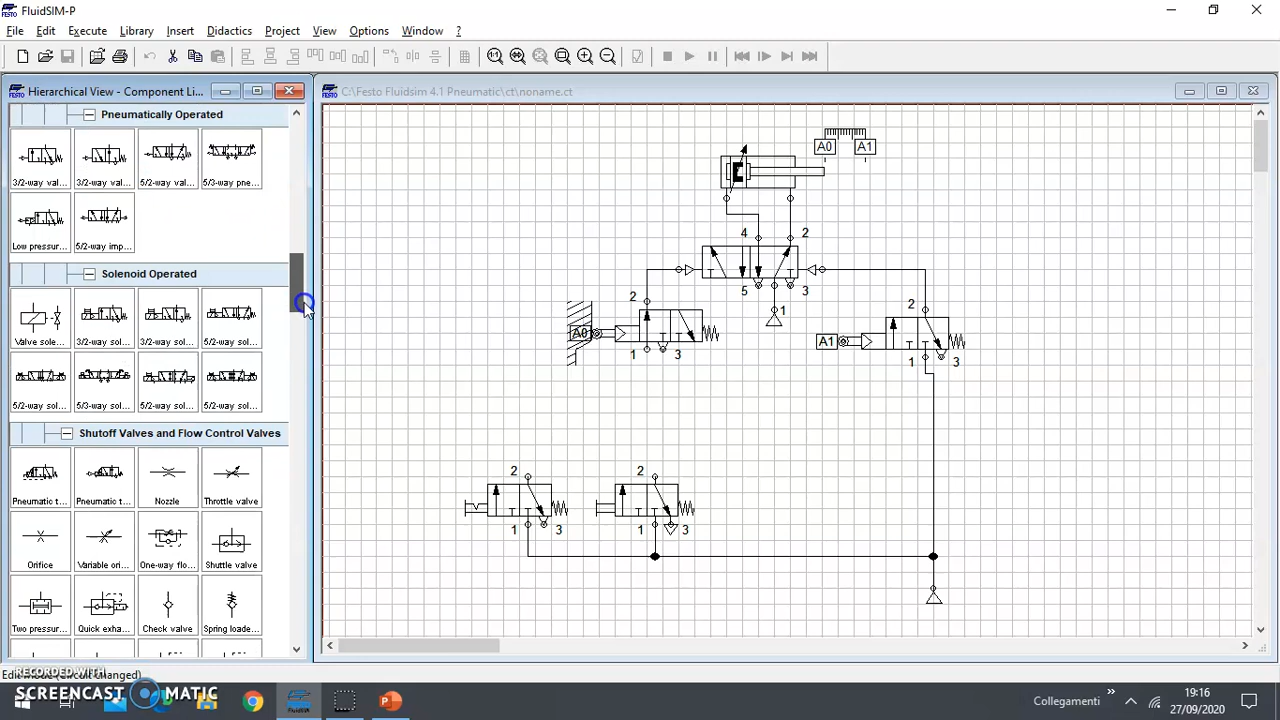 FluidSIM-P
File Edit Execute Library Insert Didactics Project View Options Window ?
Hierarchical View - Component Li...
C:\Festo Fluidsim 4.1 Pneumatic\ct\noname.ct
Pneumatically Operated
3/2-way val... 3/2-way val... 5/2-way val... 5/3-way pne...
Low pressur... 5/2-way imp...
Solenoid Operated
Valve sole... 3/2-way sol... 3/2-way sol... 5/2-way sol...
5/2-way sol... 5/3-way sol... 5/2-way sol... 5/2-way sol...
Shutoff Valves and Flow Control Valves
Pneumatic t... Pneumatic t... Nozzle Throttle valve
Orifice Variable ori... One-way flo... Shuttle valve
Two pressur... Quick exha... Check valve Spring loade...
A0 A1
4 2
5 3
1
2
A0
1 3
2
A1
1 3
2 2
1 3 1 3
Edit Mode (Circuit Changed)
RECORDED WITH
SCREENCAST MATIC
Collegamenti »
19:16
27/09/2020